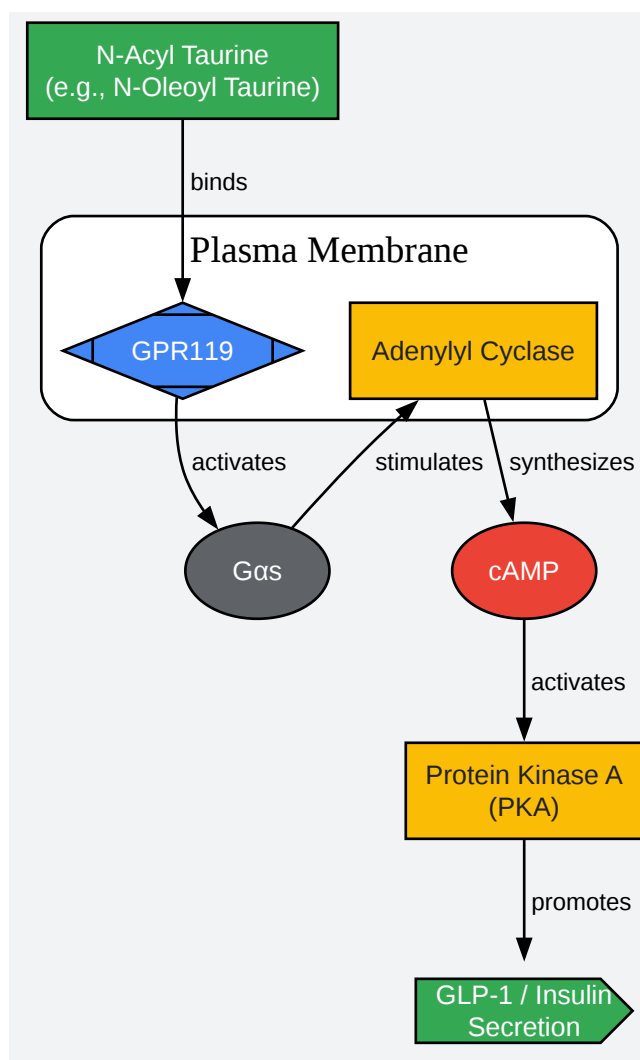 N-Acyl Taurine
(e.g., N-Oleoyl Taurine)
binds
Plasma Membrane
GPR119
Adenylyl Cyclase
activates
stimulates
synthesizes
Gαs
cAMP
activates
Protein Kinase A
(PKA)
promotes
GLP-1 / Insulin
Secretion